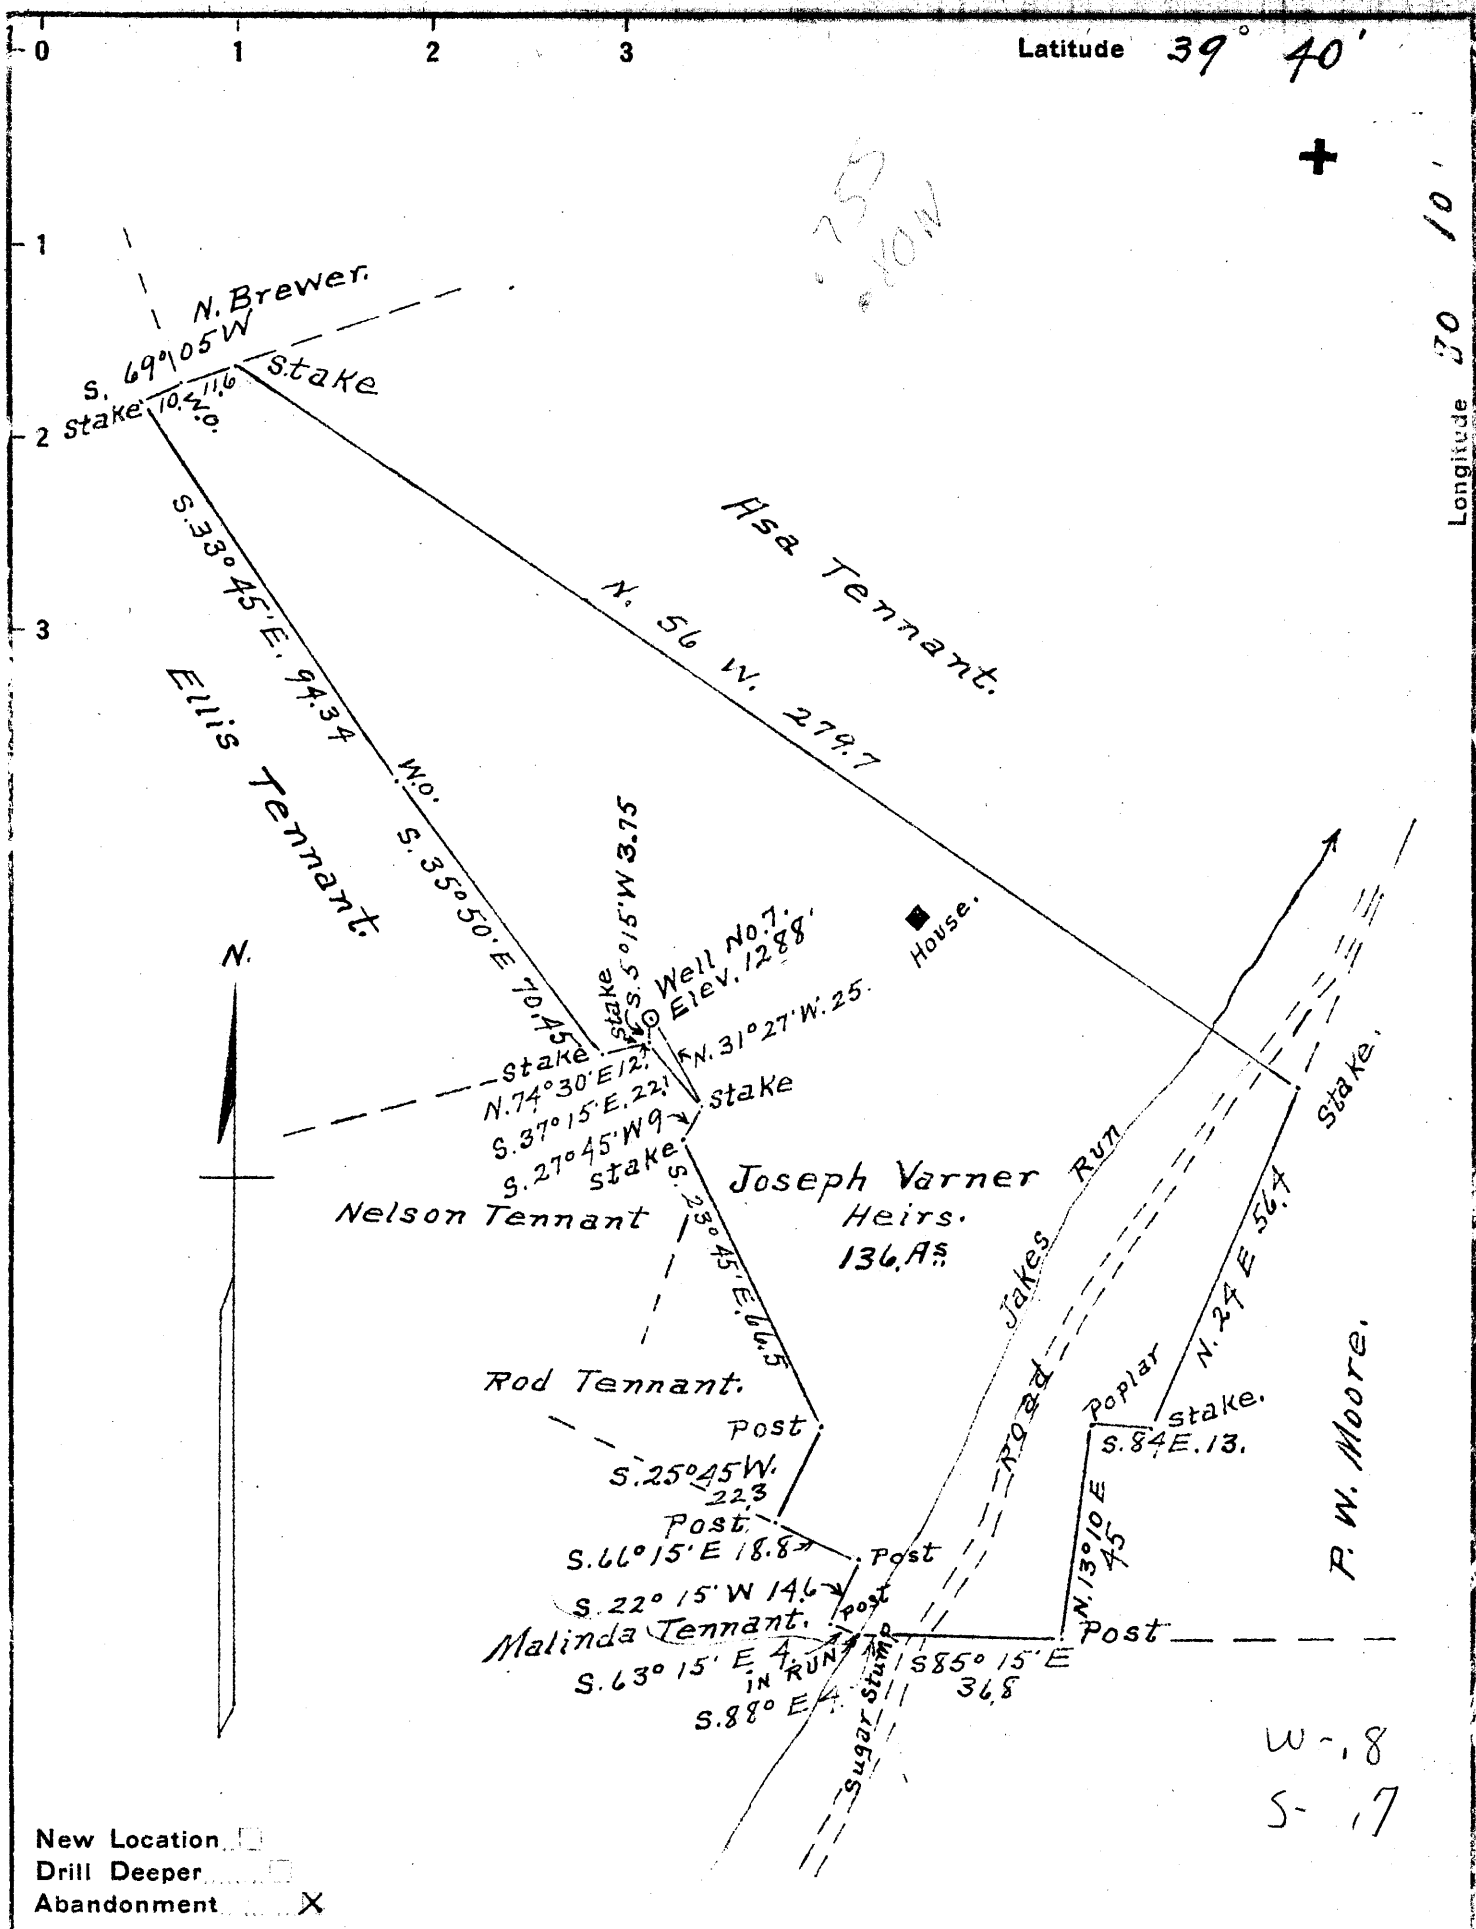 0 1 2 3
Latitude 39° 40'
1
2
3
Longitude 80 10'
.755
.80W
N. Brewer.
S. 69°05 W
Stake
Stake
10.
11.6
W.O.
S. 33° 45' E. 94.34
Asa Tennant.
N. 56 W. 279.7
Ellis Tennant.
W.O.
S. 35° 50' E 70.45
N.
Stake
S. 5° 15' W 3.75
Well No. 7.
Elev. 1288'
House.
Stake
N. 74° 30' E 12.
N. 31° 27' W. 25.
S. 37° 15' E. 22.1
Stake
S. 27° 45' W 9
Stake
Stake.
Nelson Tennant
Joseph Varner
Heirs.
136. As
S. 23° 45' E. 66.5
Jakes Run
Road
N. 24 E 56.4
Rod Tennant.
Post
Poplar
Stake.
S. 84 E. 13.
S. 25° 45 W.
22.3
Post
S. 66° 15' E 18.8
Post
N. 13° 10 E
45
P. W. Moore.
S. 22° 15' W 14.6
Post
Malinda Tennant.
Post
S. 63° 15' E 4.
IN RUN
S. 88° E 4.
Sugar Stump
S 85° 15' E
36.8
W - .8
S - .7
New Location
Drill Deeper
Abandonment X